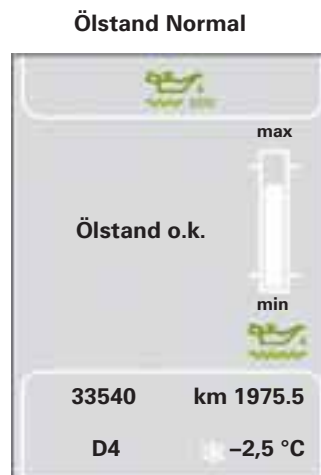 Ölstand Normal
max
Ölstand o.k.
min
33540 km 1975.5
D4 –2,5 °C